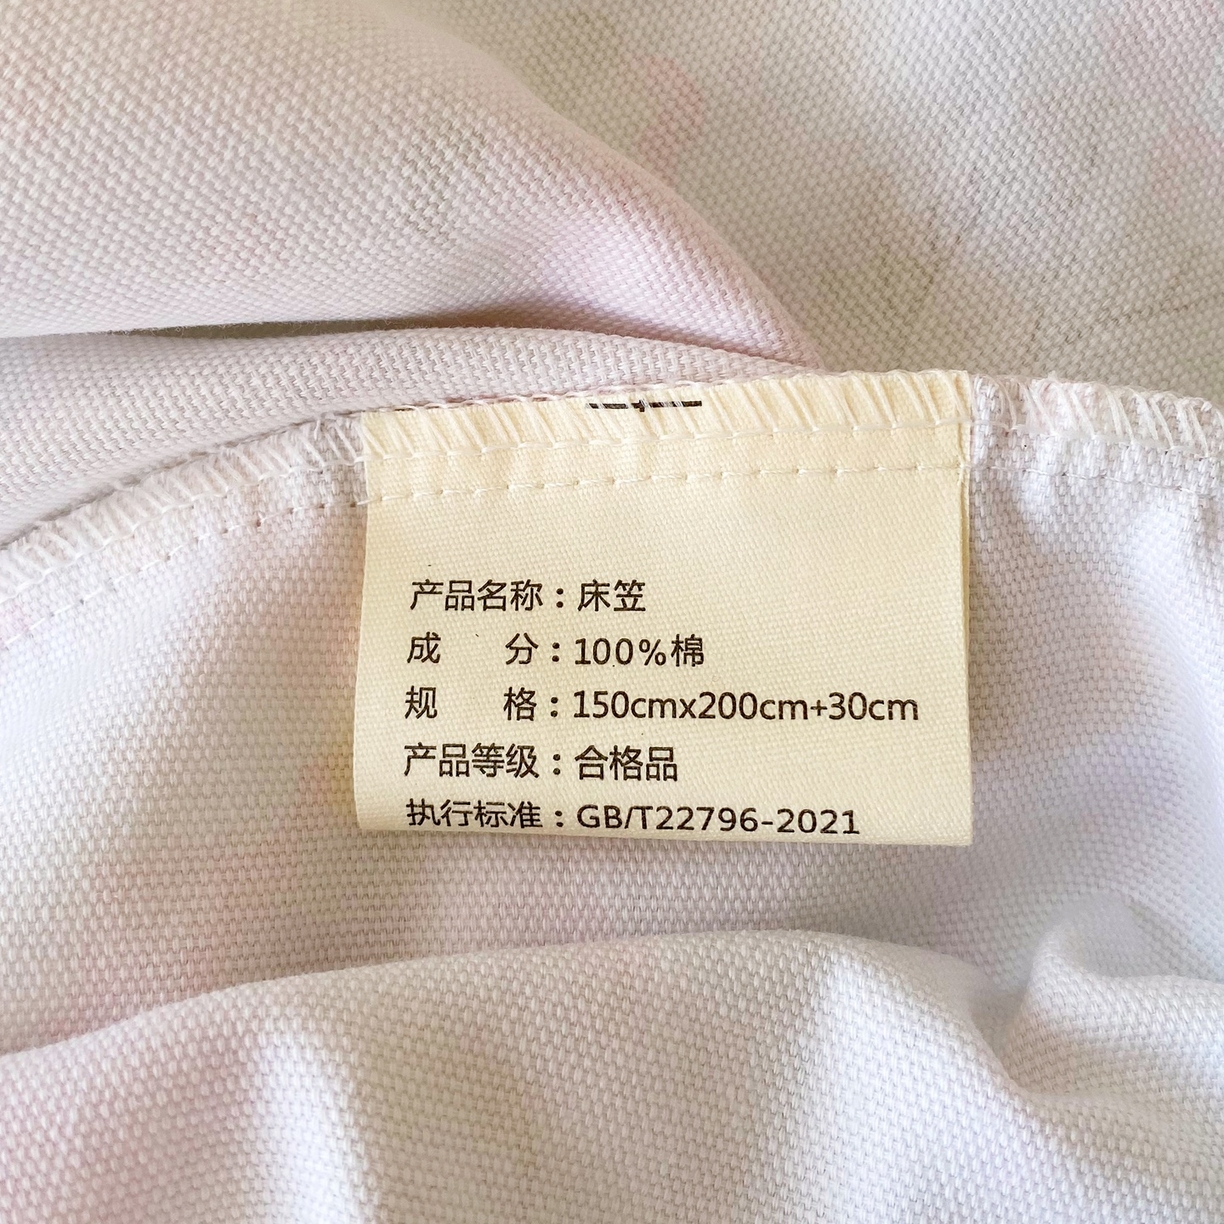 产品名称：床笠
成 分：100%棉
规 格：150cmx200cm+30cm
产品等级：合格品
执行标准：GB/T22796-2021